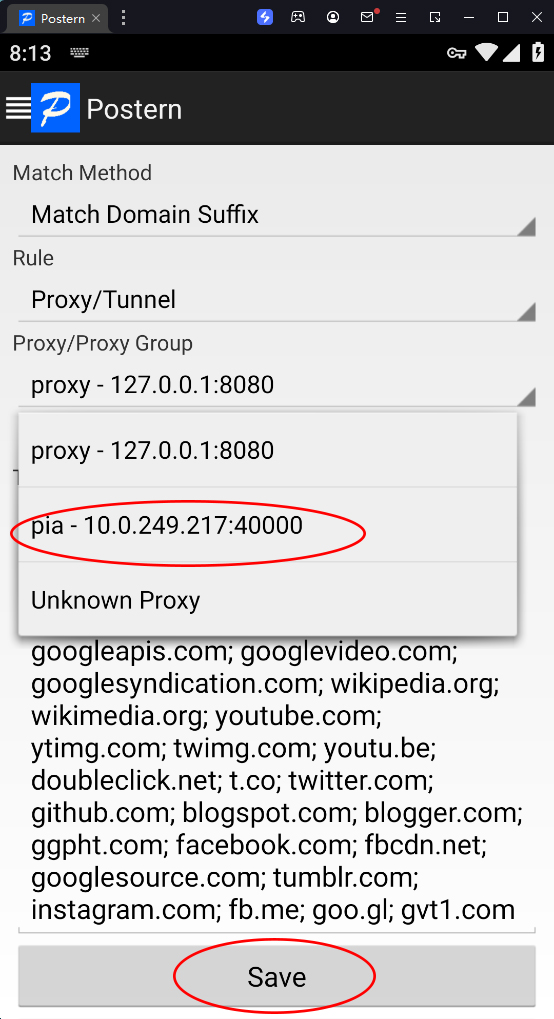 Postern
8:13
Postern
Match Method
Match Domain Suffix
Rule
Proxy/Tunnel
Proxy/Proxy Group
proxy - 127.0.0.1:8080
proxy - 127.0.0.1:8080
pia - 10.0.249.217:40000
Unknown Proxy
googleapis.com; googlevideo.com;
googlesyndication.com; wikipedia.org;
wikimedia.org; youtube.com;
ytimg.com; twimg.com; youtu.be;
doubleclick.net; t.co; twitter.com;
github.com; blogspot.com; blogger.com;
ggpht.com; facebook.com; fbcdn.net;
googlesource.com; tumblr.com;
instagram.com; fb.me; goo.gl; gvt1.com
Save